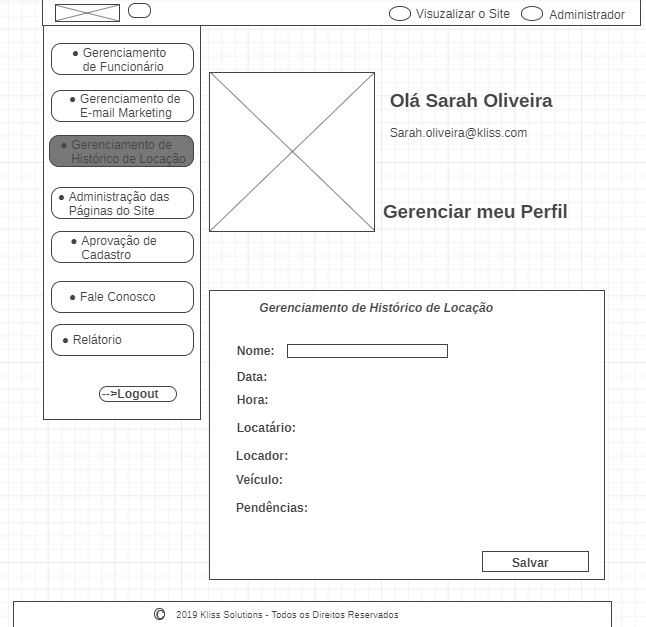 Visuzalizar o Site
Administrador
● Gerenciamento
de Funcionário
● Gerenciamento de
E-mail Marketing
● Gerenciamento de
Histórico de Locação
● Administração das
Páginas do Site
● Aprovação de
Cadastro
● Fale Conosco
● Relátorio
-->Logout
Olá Sarah Oliveira
Sarah.oliveira@kliss.com
Gerenciar meu Perfil
Gerenciamento de Histórico de Locação
Nome:
Data:
Hora:
Locatário:
Locador:
Veículo:
Pendências:
Salvar
© 2019 Kliss Solutions - Todos os Direitos Reservados